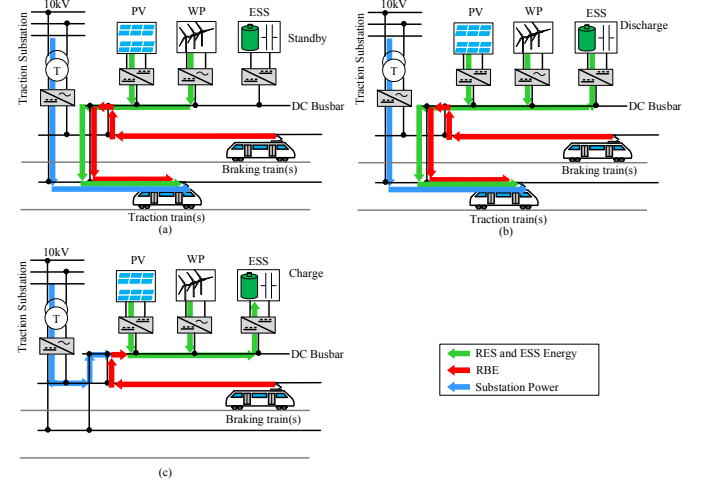 10kV
PV
WP
ESS
Standby
Traction Substation
T
DC Busbar
Braking train(s)
Traction train(s)
(a)
10kV
PV
WP
ESS
Discharge
Traction Substation
T
DC Busbar
Braking train(s)
Traction train(s)
(b)
10kV
PV
WP
ESS
Charge
Traction Substation
T
DC Busbar
Braking train(s)
(c)
RES and ESS Energy
RBE
Substation Power